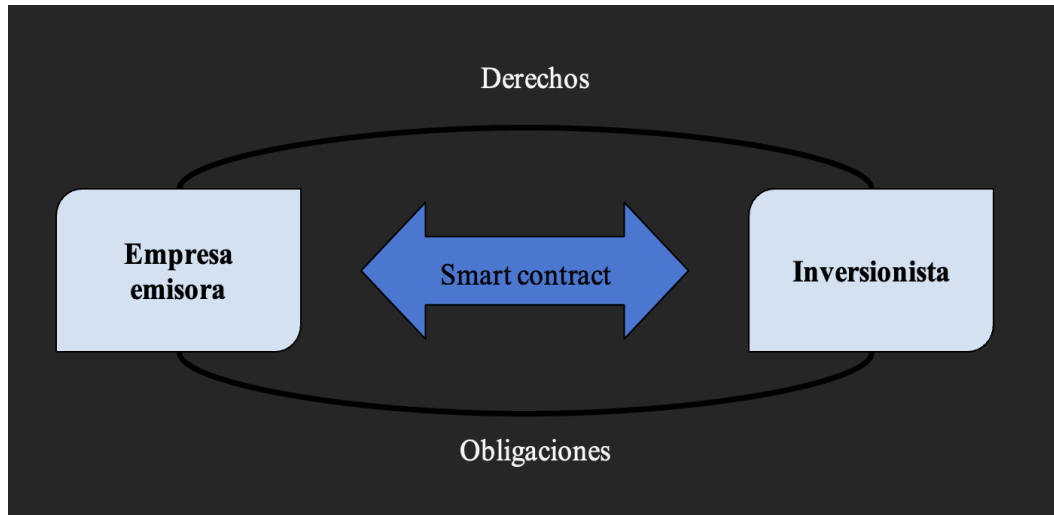 Derechos
Empresa
emisora
Smart contract
Inversionista
Obligaciones